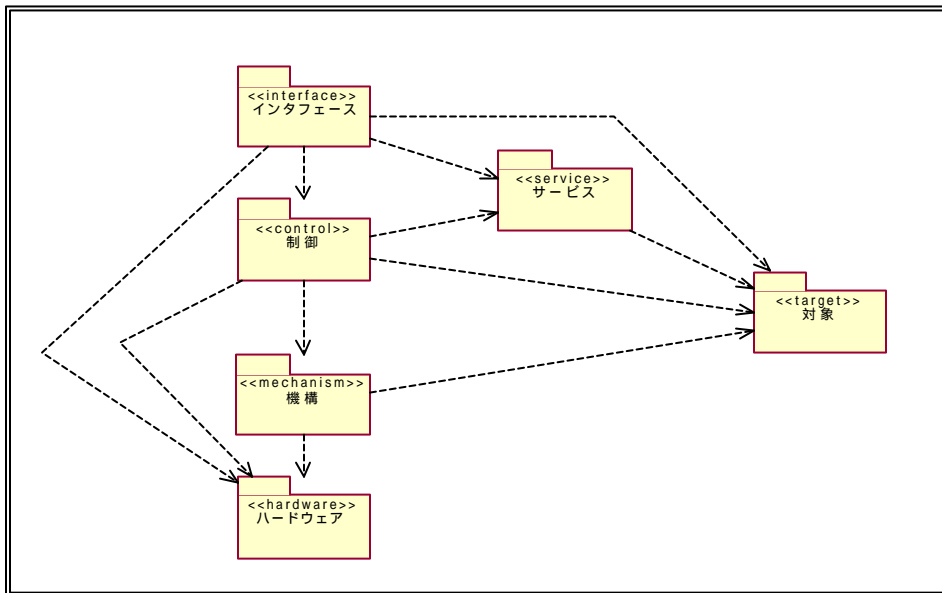 <<interface>>
インタフェース
<<service>>
サービス
<<control>>
制御
<<target>>
対象
<<mechanism>>
機構
<<hardware>>
ハードウェア